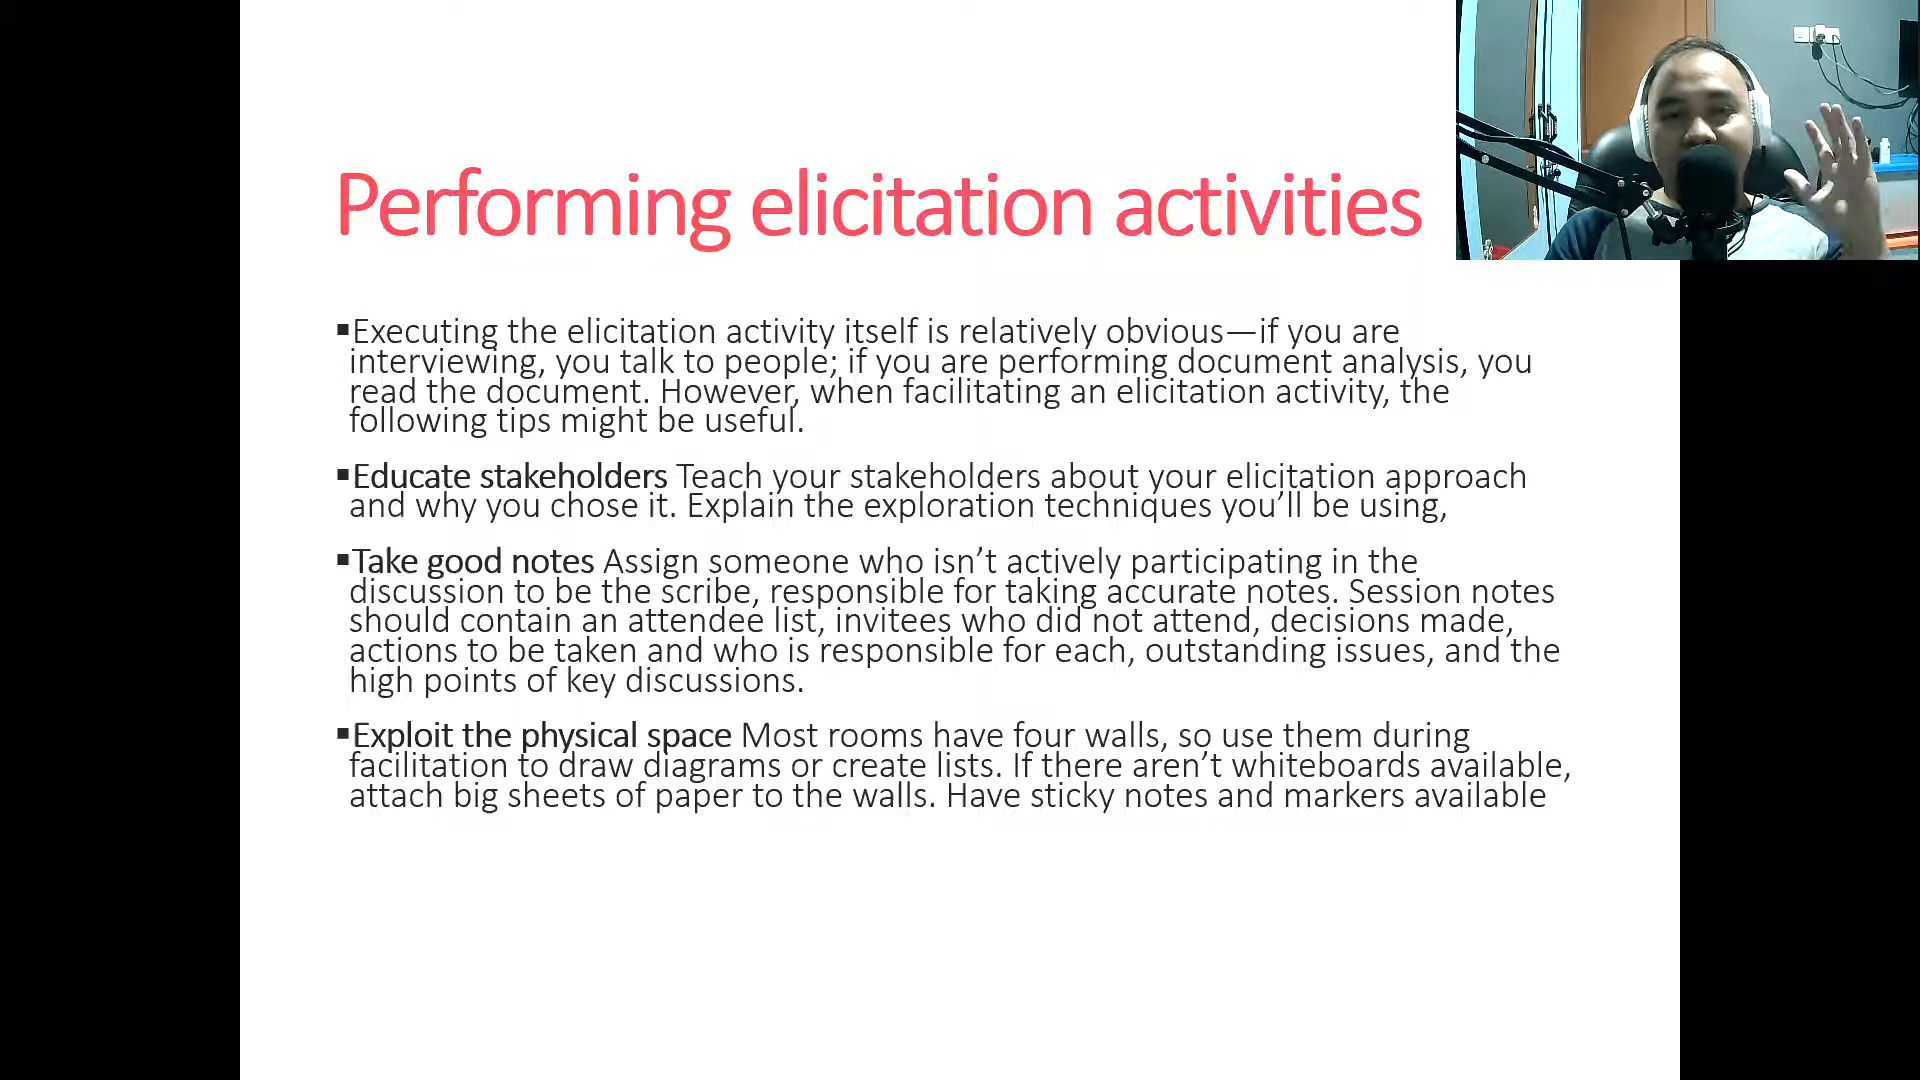 Performing elicitation activities
▪Executing the elicitation activity itself is relatively obvious—if you are
interviewing, you talk to people; if you are performing document analysis, you
read the document. However, when facilitating an elicitation activity, the
following tips might be useful.
▪Educate stakeholders Teach your stakeholders about your elicitation approach
and why you chose it. Explain the exploration techniques you’ll be using,
▪Take good notes Assign someone who isn’t actively participating in the
discussion to be the scribe, responsible for taking accurate notes. Session notes
should contain an attendee list, invitees who did not attend, decisions made,
actions to be taken and who is responsible for each, outstanding issues, and the
high points of key discussions.
▪Exploit the physical space Most rooms have four walls, so use them during
facilitation to draw diagrams or create lists. If there aren’t whiteboards available,
attach big sheets of paper to the walls. Have sticky notes and markers available